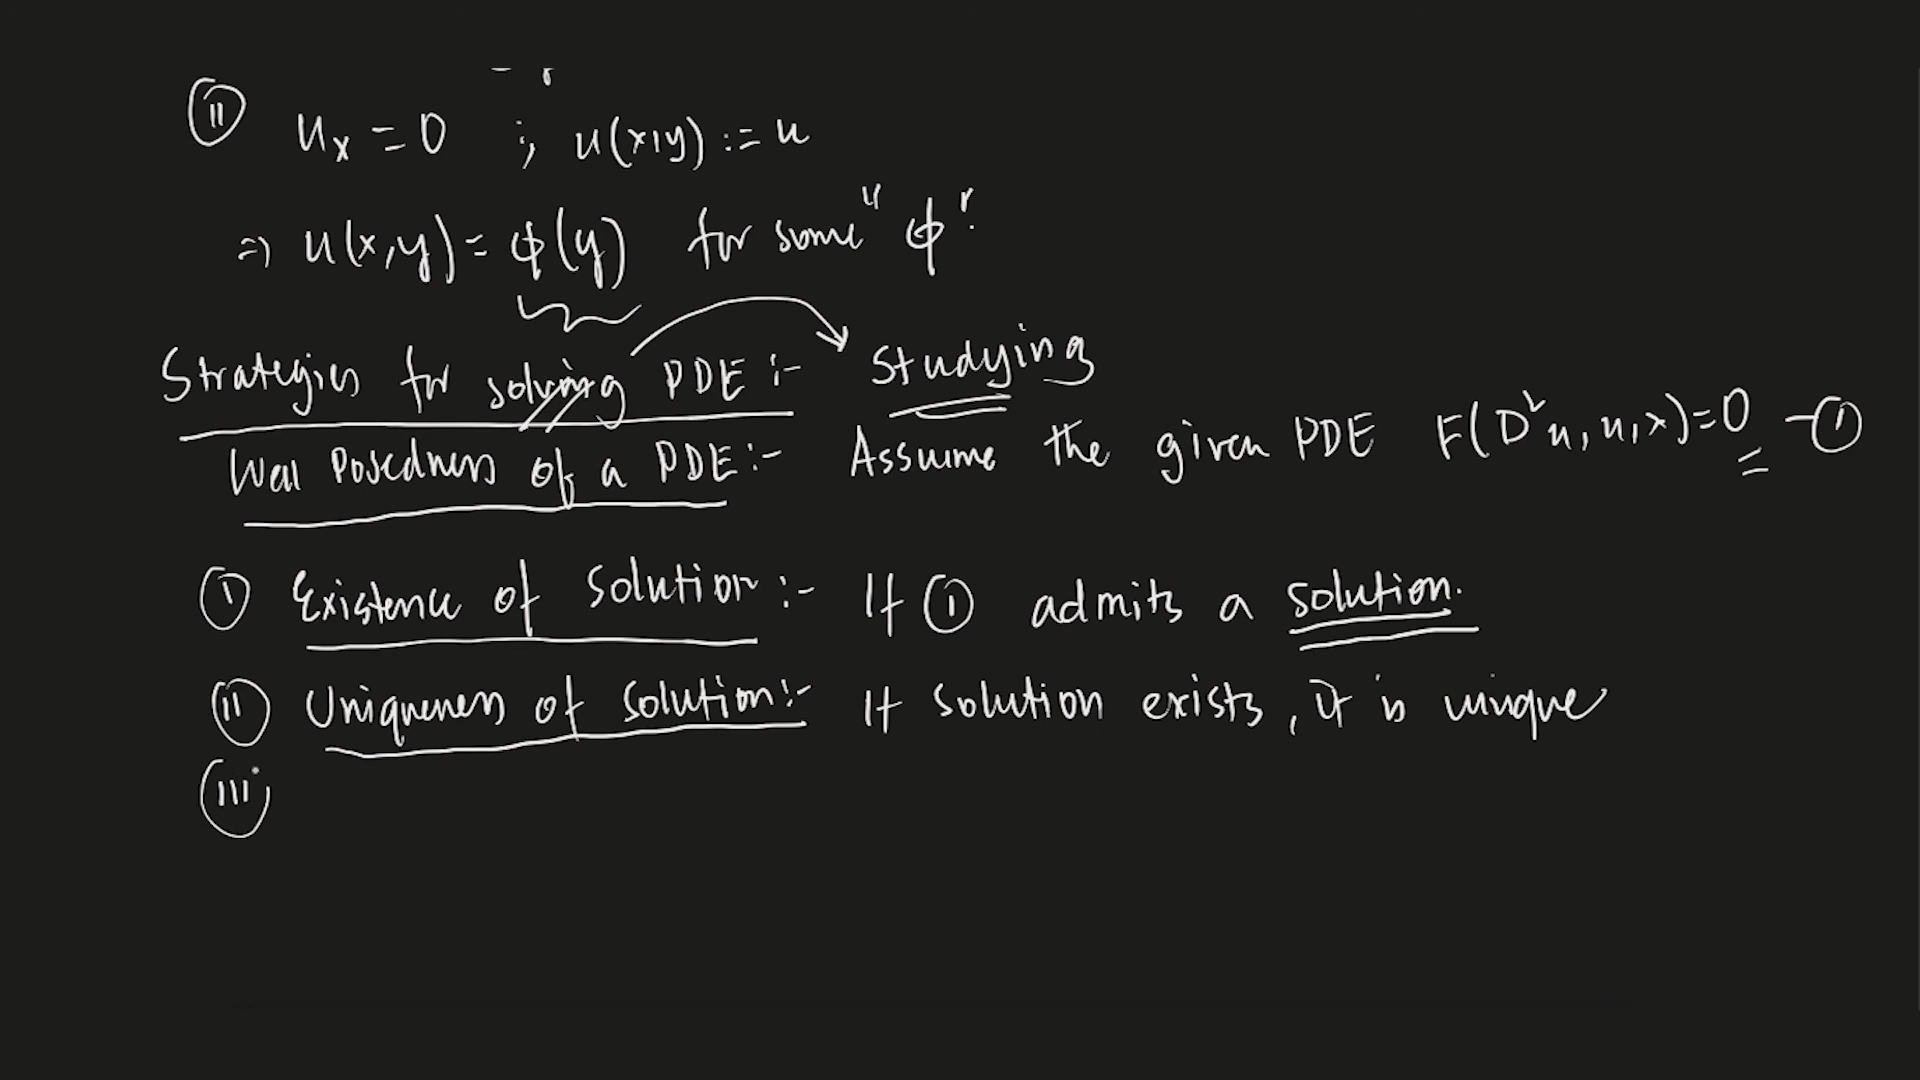 (ii) u_x = 0 ; u(x,y) := u
⇒ u(x,y) = ϕ(y) for some "ϕ".
Strategies for solving PDE :- Studying
Well Posedness of a PDE :- Assume the given PDE F(D²u, u, x) = 0 -①
(i) Existence of Solution :- If ① admits a solution.
(ii) Uniqueness of Solution :- If solution exists, it is unique
(iii)